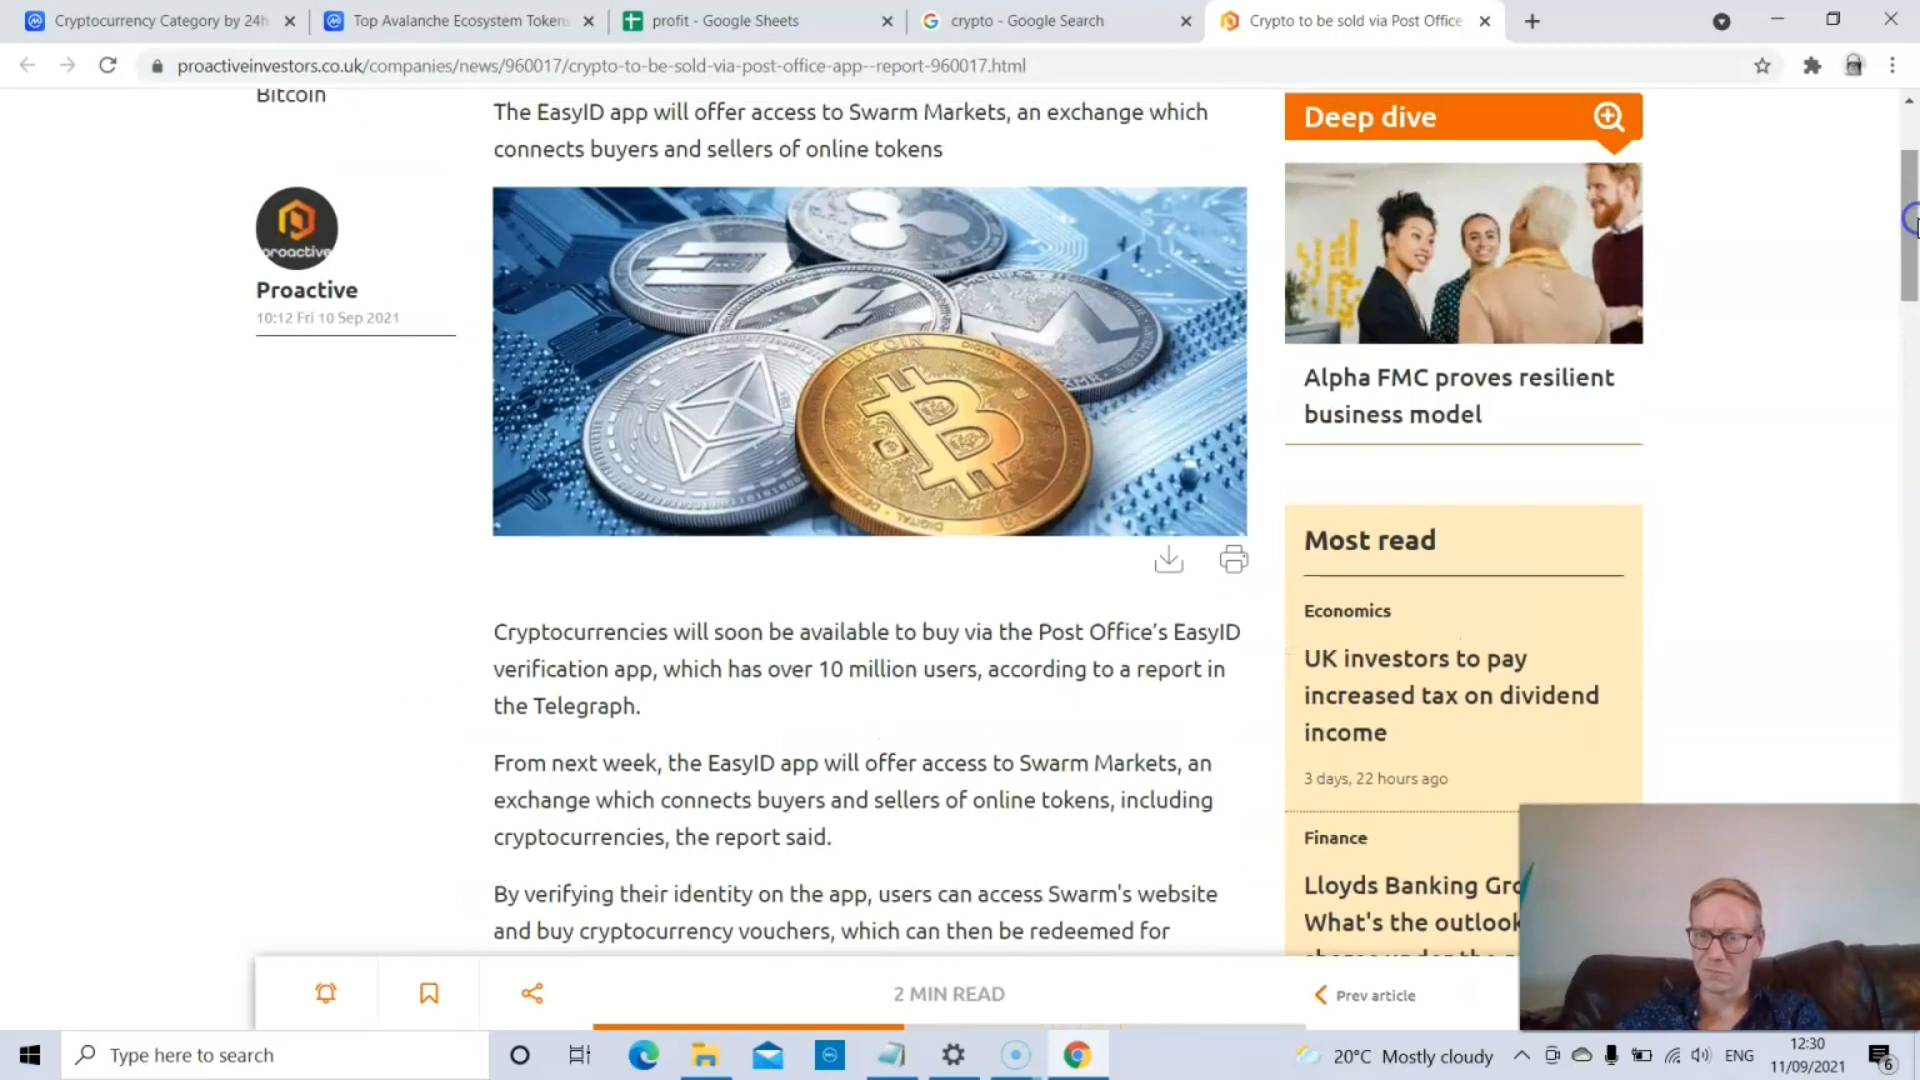 Cryptocurrency Category by 24h
Top Avalanche Ecosystem Tokens
profit - Google Sheets
crypto - Google Search
Crypto to be sold via Post Office
proactiveinvestors.co.uk/companies/news/960017/crypto-to-be-sold-via-post-office-app--report-960017.html
Bitcoin
proactive
Proactive
10:12 Fri 10 Sep 2021
The EasyID app will offer access to Swarm Markets, an exchange which
connects buyers and sellers of online tokens
BITCOIN
DIGITAL
DIGITAL
Cryptocurrencies will soon be available to buy via the Post Office’s EasyID
verification app, which has over 10 million users, according to a report in
the Telegraph.
From next week, the EasyID app will offer access to Swarm Markets, an
exchange which connects buyers and sellers of online tokens, including
cryptocurrencies, the report said.
By verifying their identity on the app, users can access Swarm's website
and buy cryptocurrency vouchers, which can then be redeemed for
Deep dive
Alpha FMC proves resilient
business model
Most read
Economics
UK investors to pay
increased tax on dividend
income
3 days, 22 hours ago
Finance
Lloyds Banking Gro
What's the outlook
2 MIN READ
Prev article
Type here to search
20°C Mostly cloudy
ENG
12:30
11/09/2021
6